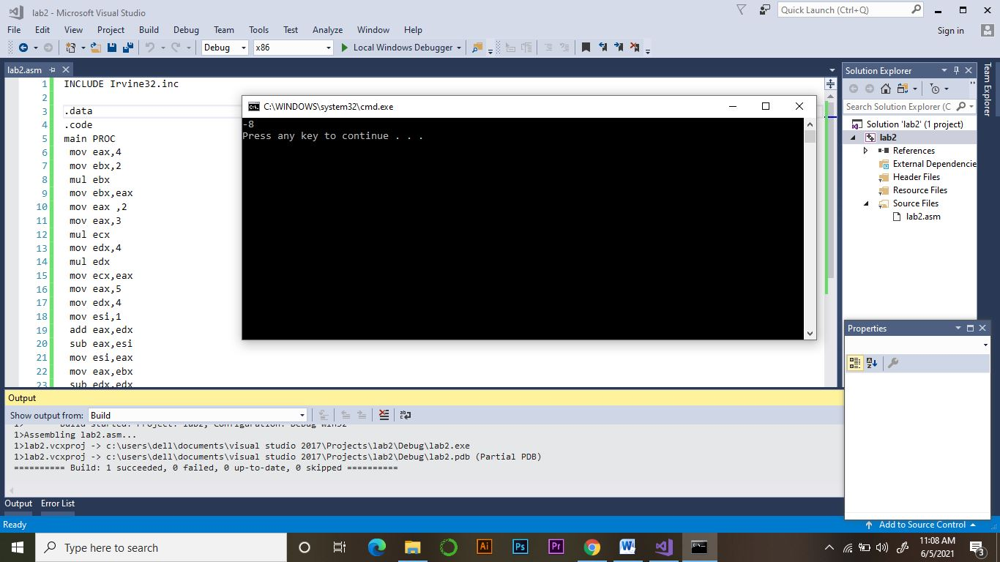 lab2 - Microsoft Visual Studio
Quick Launch (Ctrl+Q)
File Edit View Project Build Debug Team Tools Test Analyze Window Help
Sign in
Debug x86 Local Windows Debugger
lab2.asm
1 INCLUDE Irvine32.inc
2
3 .data
4 .code
5 main PROC
6 mov eax,4
7 mov ebx,2
8 mul ebx
9 mov ebx,eax
10 mov eax ,2
11 mov eax,3
12 mul ecx
13 mov edx,4
14 mul edx
15 mov ecx,eax
16 mov eax,5
17 mov edx,4
18 mov esi,1
19 add eax,edx
20 sub eax,esi
21 mov esi,eax
22 mov eax,ebx
23 sub edx,edx
C:\WINDOWS\system32\cmd.exe
-8
Press any key to continue . . .
Solution Explorer
Search Solution Explorer (C
Solution 'lab2' (1 project)
lab2
References
External Dependencie
Header Files
Resource Files
Source Files
lab2.asm
Team Explorer
Properties
Output
Show output from: Build
1>------ Build started: Project: lab2, Configuration: Debug Win32
1>Assembling lab2.asm...
1>lab2.vcxproj -> c:\users\dell\documents\visual studio 2017\Projects\lab2\Debug\lab2.exe
1>lab2.vcxproj -> c:\users\dell\documents\visual studio 2017\Projects\lab2\Debug\lab2.pdb (Partial PDB)
========== Build: 1 succeeded, 0 failed, 0 up-to-date, 0 skipped ==========
Output Error List
Ready
Add to Source Control
Type here to search
Ai Ps Pr
11:08 AM
6/5/2021
3